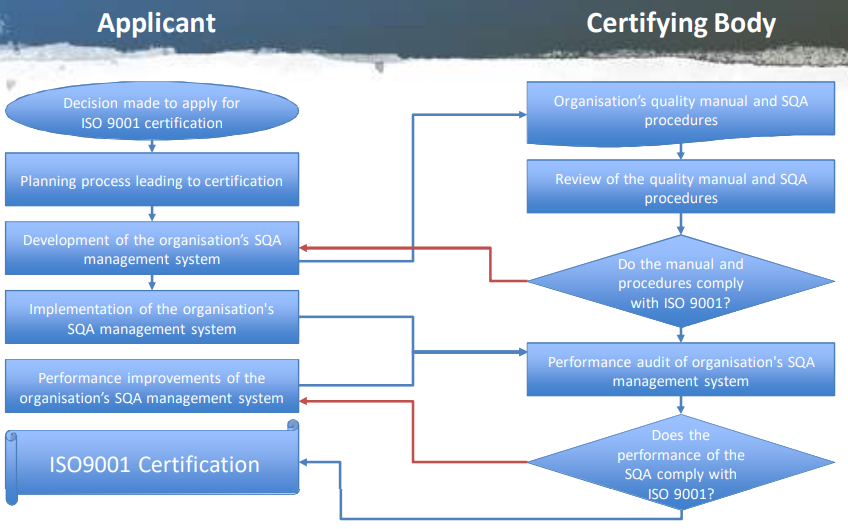 Applicant
Certifying Body
Decision made to apply for
ISO 9001 certification
Planning process leading to certification
Development of the organisation's SQA
management system
Implementation of the organisation's
SQA management system
Performance improvements of the
organisation's SQA management system
ISO9001 Certification
Organisation's quality manual and SQA
procedures
Review of the quality manual and SQA
procedures
Do the manual and
procedures comply
with ISO 9001?
Performance audit of organisation's SQA
management system
Does the
performance of the
SQA comply with
ISO 9001?